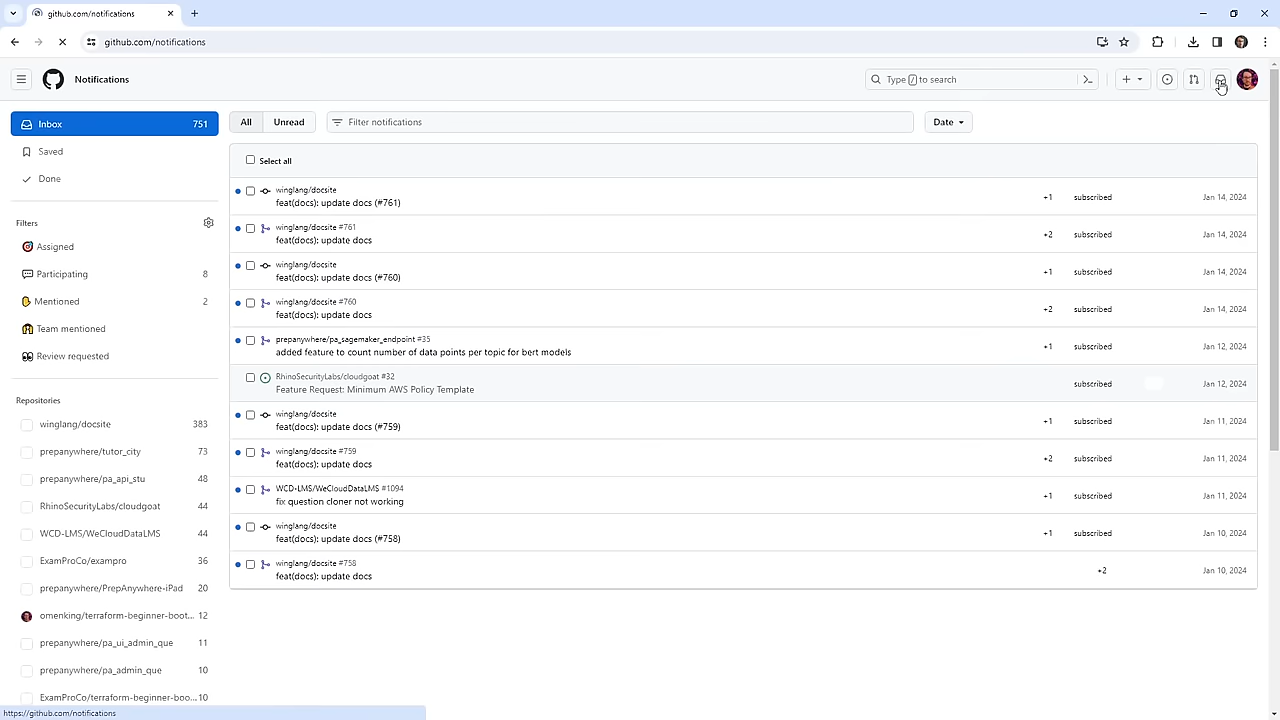 github.com/notifications
github.com/notifications
Notifications
Type / to search
Inbox 751
Saved
Done
Filters
Assigned
Participating 8
Mentioned 2
Team mentioned
Review requested
Repositories
winglang/docsite 383
prepanywhere/tutor_city 73
prepanywhere/pa_api_stu 48
RhinoSecurityLabs/cloudgoat 44
WCD-LMS/WeCloudDataLMS 44
ExamProCo/exampro 36
prepanywhere/PrepAnywhere-iPad 20
omenking/terraform-beginner-boot... 12
prepanywhere/pa_ui_admin_que 11
prepanywhere/pa_admin_que 10
ExamProCo/terraform-beginner-boo... 10
All Unread Filter notifications Date
Select all
winglang/docsite
feat(docs): update docs (#761) +1 subscribed Jan 14, 2024
winglang/docsite #761
feat(docs): update docs +2 subscribed Jan 14, 2024
winglang/docsite
feat(docs): update docs (#760) +1 subscribed Jan 14, 2024
winglang/docsite #760
feat(docs): update docs +2 subscribed Jan 14, 2024
prepanywhere/pa_sagemaker_endpoint #35
added feature to count number of data points per topic for bert models +1 subscribed Jan 12, 2024
RhinoSecurityLabs/cloudgoat #32
Feature Request: Minimum AWS Policy Template subscribed Jan 12, 2024
winglang/docsite
feat(docs): update docs (#759) +1 subscribed Jan 11, 2024
winglang/docsite #759
feat(docs): update docs +2 subscribed Jan 11, 2024
WCD-LMS/WeCloudDataLMS #1094
fix question cloner not working +1 subscribed Jan 11, 2024
winglang/docsite
feat(docs): update docs (#758) +1 subscribed Jan 10, 2024
winglang/docsite #758
feat(docs): update docs +2 Jan 10, 2024
https://github.com/notifications